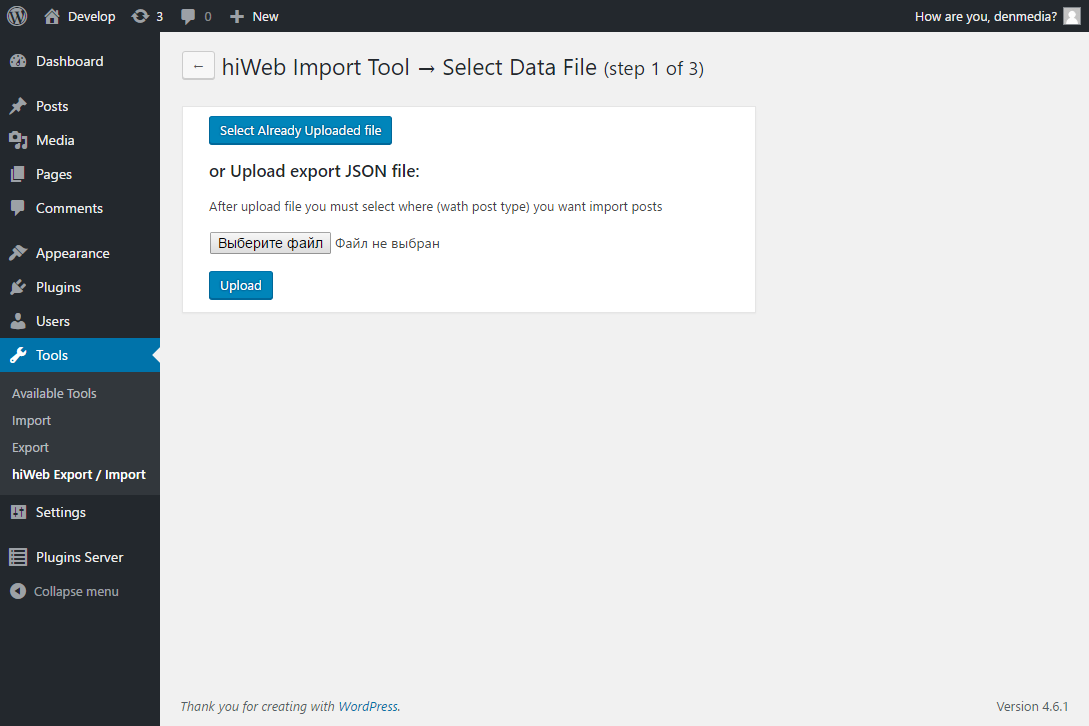 Develop 3 0 New How are you, denmedia?
Dashboard
Posts
Media
Pages
Comments
Appearance
Plugins
Users
Tools
Available Tools
Import
Export
hiWeb Export / Import
Settings
Plugins Server
Collapse menu
← hiWeb Import Tool → Select Data File (step 1 of 3)
Select Already Uploaded file
or Upload export JSON file:
After upload file you must select where (wath post type) you want import posts
Выберите файл Файл не выбран
Upload
Thank you for creating with WordPress. Version 4.6.1